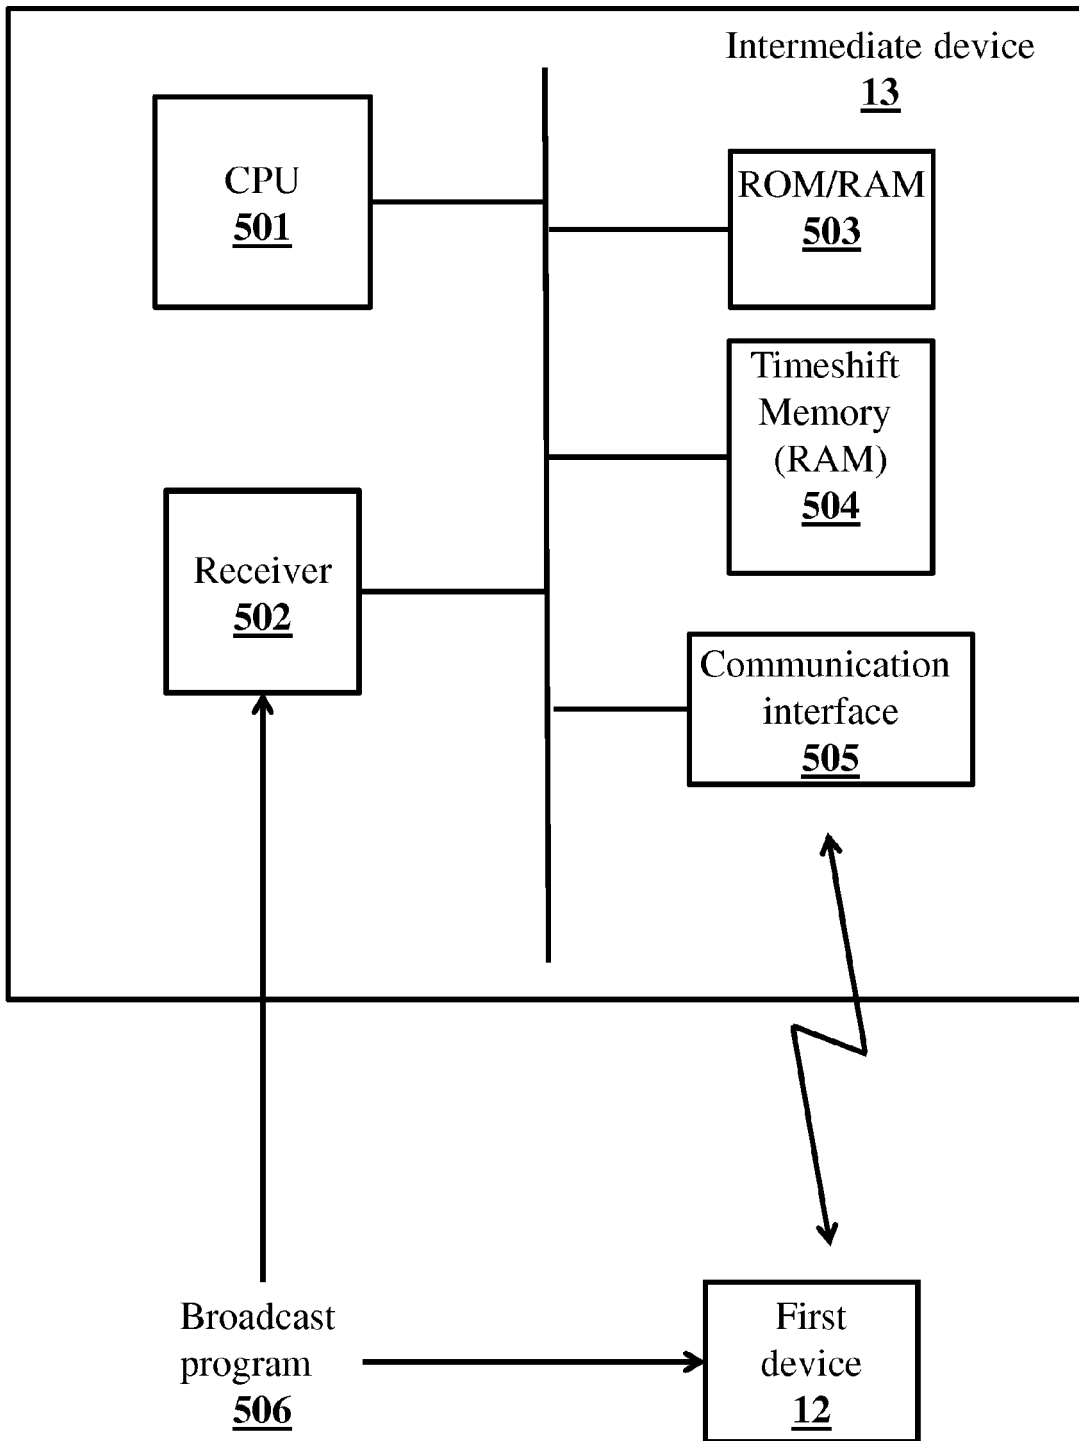 Intermediate device
13
CPU
501
ROM/RAM
503
Timeshift
Memory
(RAM)
504
Receiver
502
Communication
interface
505
Broadcast
program
506
First
device
12